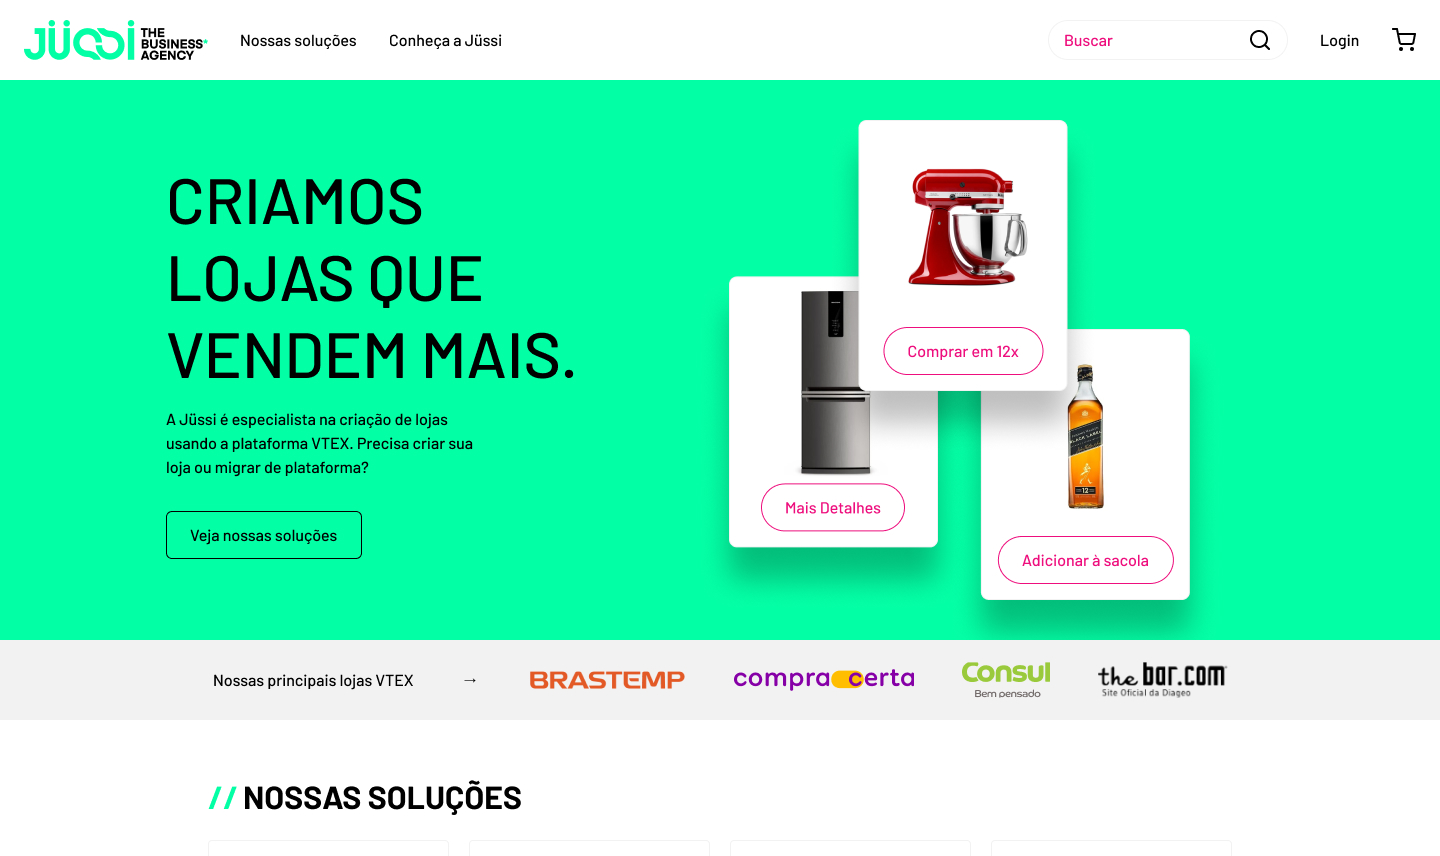 JÜSSI THE BUSINESS AGENCY*
Nossas soluções
Conheça a Jüssi
Buscar
Login
CRIAMOS
LOJAS QUE
VENDEM MAIS.
A Jüssi é especialista na criação de lojas
usando a plataforma VTEX. Precisa criar sua
loja ou migrar de plataforma?
Veja nossas soluções
Comprar em 12x
Mais Detalhes
BLACK LABEL
12
Adicionar à sacola
Nossas principais lojas VTEX →
BRASTEMP
compra certa
Consul
Bem pensado
the bar.com
Site Oficial da Diageo
// NOSSAS SOLUÇÕES